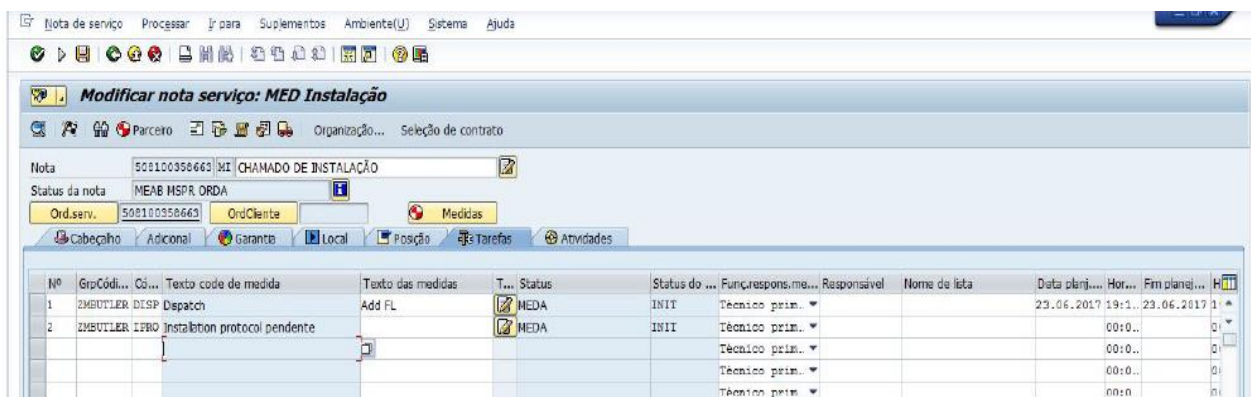 Nota de serviço Processar Ir para Suplementos Ambiente(U) Sistema Ajuda
Modificar nota serviço: MED Instalação
Parceiro Organização... Seleção de contrato
Nota 508100358663 MI CHAMADO DE INSTALAÇÃO
Status da nota MEAB MSPR ORDA
Ord.serv. 508100358663 OrdCliente Medidas
Cabeçalho Adicional Garantia Local Posição Tarefas Atividades
Nº GrpCódi... Có... Texto code de medida Texto das medidas T... Status Status do ... Funç.respons.me... Responsável Nome de lista Data planj.... Hor... Fim planej... H
1 ZMBUTLER DISP Dispatch Add FL MEDA INIT Técnico prim. 23.06.2017 19:1.. 23.06.2017
2 ZMBUTLER IPRO Instalation protocol pendente MEDA INIT Técnico prim. 00:0..
Técnico prim. 00:0..
Técnico prim. 00:0..
Técnico prim. 00:0